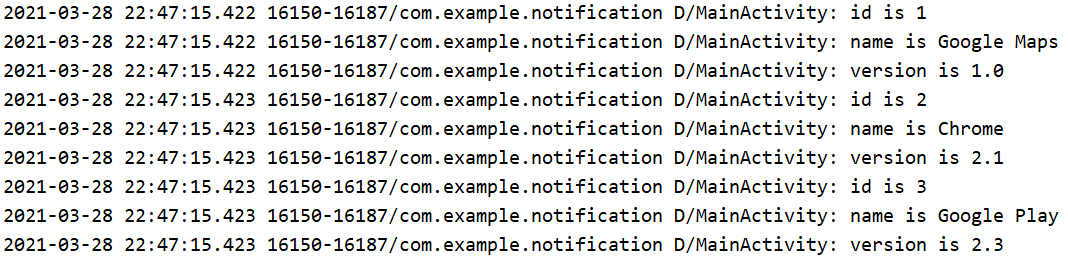 2021-03-28 22:47:15.422 16150-16187/com.example.notification D/MainActivity: id is 1
2021-03-28 22:47:15.422 16150-16187/com.example.notification D/MainActivity: name is Google Maps
2021-03-28 22:47:15.422 16150-16187/com.example.notification D/MainActivity: version is 1.0
2021-03-28 22:47:15.423 16150-16187/com.example.notification D/MainActivity: id is 2
2021-03-28 22:47:15.423 16150-16187/com.example.notification D/MainActivity: name is Chrome
2021-03-28 22:47:15.423 16150-16187/com.example.notification D/MainActivity: version is 2.1
2021-03-28 22:47:15.423 16150-16187/com.example.notification D/MainActivity: id is 3
2021-03-28 22:47:15.423 16150-16187/com.example.notification D/MainActivity: name is Google Play
2021-03-28 22:47:15.423 16150-16187/com.example.notification D/MainActivity: version is 2.3